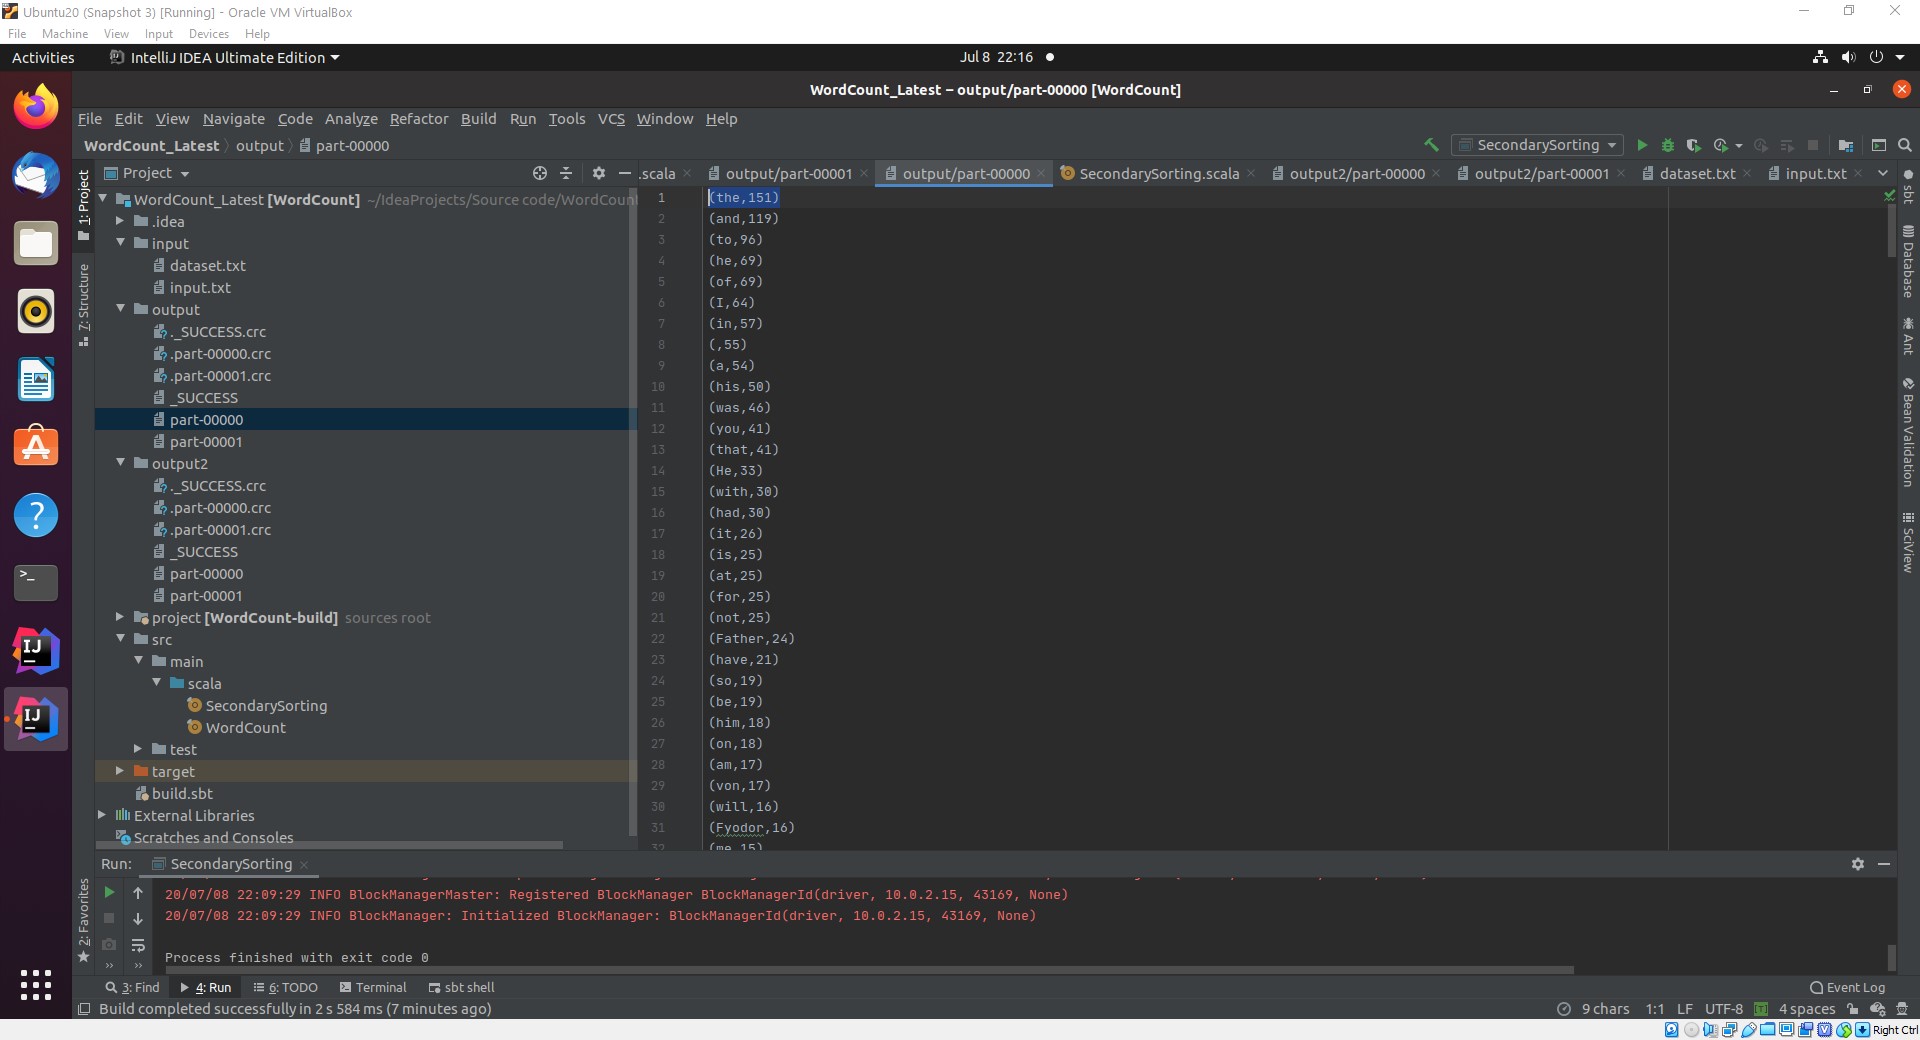 Ubuntu20 (Snapshot 3) [Running] - Oracle VM VirtualBox
File Machine View Input Devices Help
Activities IntelliJ IDEA Ultimate Edition Jul 8 22:16
WordCount_Latest – output/part-00000 [WordCount]
File Edit View Navigate Code Analyze Refactor Build Run Tools VCS Window Help
WordCount_Latest output part-00000 SecondarySorting
Project .scala output/part-00001 output/part-00000 SecondarySorting.scala output2/part-00000 output2/part-00001 dataset.txt input.txt
1: Project
7: Structure
2: Favorites
WordCount_Latest [WordCount] ~/IdeaProjects/Source code/WordCoun
.idea
input
dataset.txt
input.txt
output
._SUCCESS.crc
.part-00000.crc
.part-00001.crc
_SUCCESS
part-00000
part-00001
output2
._SUCCESS.crc
.part-00000.crc
.part-00001.crc
_SUCCESS
part-00000
part-00001
project [WordCount-build] sources root
src
main
scala
SecondarySorting
WordCount
test
target
build.sbt
External Libraries
Scratches and Consoles
1 (the,151)
2 (and,119)
3 (to,96)
4 (he,69)
5 (of,69)
6 (I,64)
7 (in,57)
8 (,55)
9 (a,54)
10 (his,50)
11 (was,46)
12 (you,41)
13 (that,41)
14 (He,33)
15 (with,30)
16 (had,30)
17 (it,26)
18 (is,25)
19 (at,25)
20 (for,25)
21 (not,25)
22 (Father,24)
23 (have,21)
24 (so,19)
25 (be,19)
26 (him,18)
27 (on,18)
28 (am,17)
29 (von,17)
30 (will,16)
31 (Fyodor,16)
32 (me,15)
sbt
Database
Ant
Bean Validation
SciView
Run: SecondarySorting
20/07/08 22:09:29 INFO BlockManagerMaster: Registered BlockManager BlockManagerId(driver, 10.0.2.15, 43169, None)
20/07/08 22:09:29 INFO BlockManager: Initialized BlockManager: BlockManagerId(driver, 10.0.2.15, 43169, None)
Process finished with exit code 0
3: Find 4: Run 6: TODO Terminal sbt shell Event Log
Build completed successfully in 2 s 584 ms (7 minutes ago) 9 chars 1:1 LF UTF-8 4 spaces
Right Ctrl